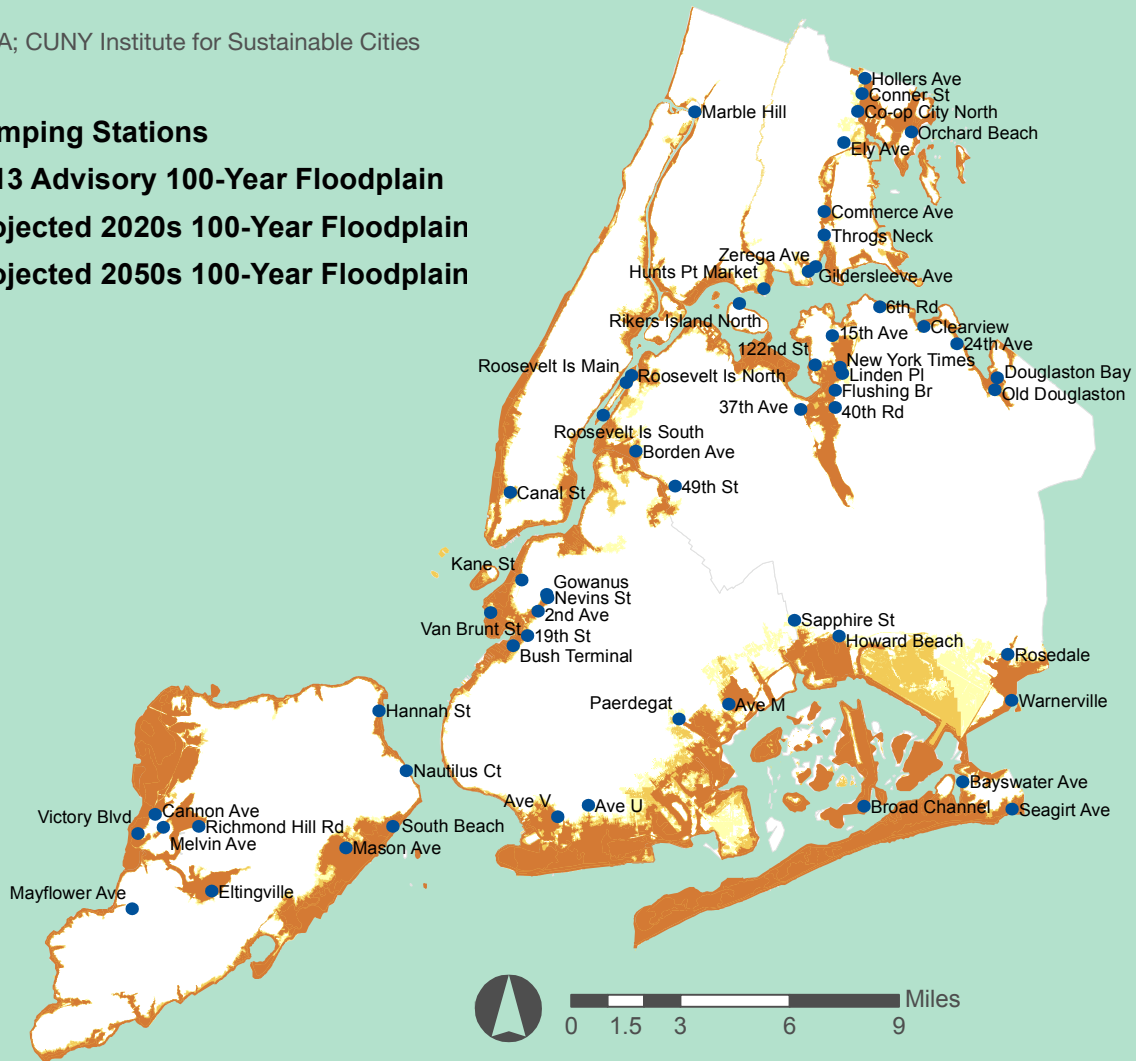 A; CUNY Institute for Sustainable Cities
mping Stations
13 Advisory 100-Year Floodplain
ojected 2020s 100-Year Floodplain
ojected 2050s 100-Year Floodplain
Hollers Ave
Conner St
Marble Hill
Co-op City North
Orchard Beach
Ely Ave
Commerce Ave
Throgs Neck
Zerega Ave
Hunts Pt Market
Gildersleeve Ave
6th Rd
Rikers Island North
Clearview
15th Ave
24th Ave
122nd St
New York Times
Roosevelt Is Main
Roosevelt Is North
Linden Pl
Douglaston Bay
Flushing Br
Old Douglaston
37th Ave
40th Rd
Roosevelt Is South
Borden Ave
49th St
Canal St
Kane St
Gowanus
Nevins St
2nd Ave
Van Brunt St
19th St
Bush Terminal
Sapphire St
Howard Beach
Rosedale
Paerdegat
Ave M
Warnerville
Hannah St
Nautilus Ct
Bayswater Ave
Ave V
Ave U
Broad Channel
Seagirt Ave
Cannon Ave
Victory Blvd
Richmond Hill Rd
South Beach
Melvin Ave
Mason Ave
Mayflower Ave
Eltingville
Miles
0 1.5 3 6 9